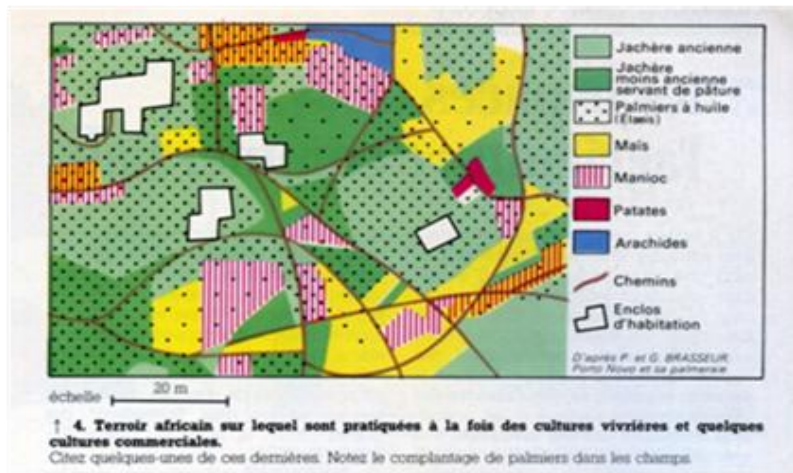 Jachère ancienne
Jachère
moins ancienne
servant de pâture
Palmiers à huile
(Elaeis)
Maïs
Manioc
Patates
Arachides
Chemins
Enclos
d'habitation
D'après P. et G. BRASSEUR
Porto Novo et sa palmeraie
échelle 20 m
↑ 4. Terroir africain sur lequel sont pratiquées à la fois des cultures vivrières et quelques
cultures commerciales.
Citez quelques-unes de ces dernières. Notez le complantage de palmiers dans les champs.